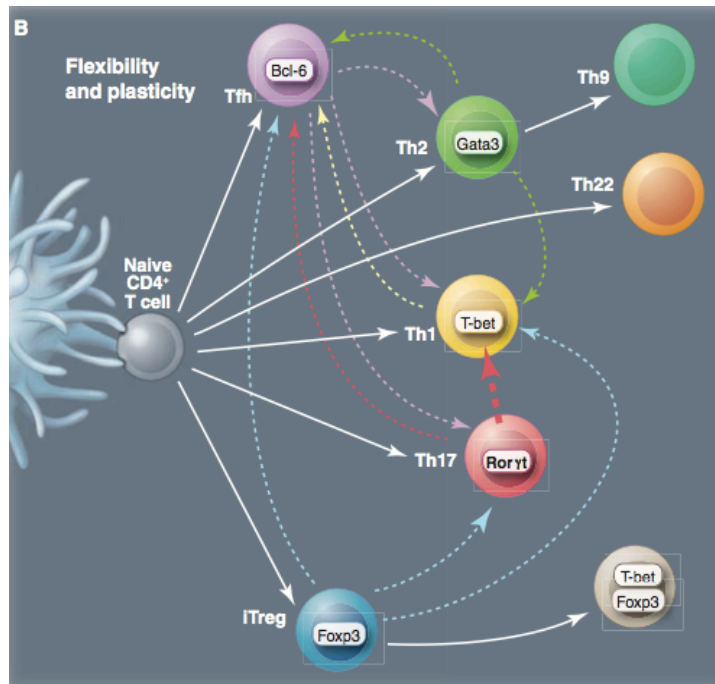 B
Flexibility
and plasticity
Bcl-6
Tfh
Th9
Gata3
Th2
Th22
Naive
CD4+
T cell
T-bet
Th1
Rorγt
Th17
T-bet
Foxp3
iTreg
Foxp3